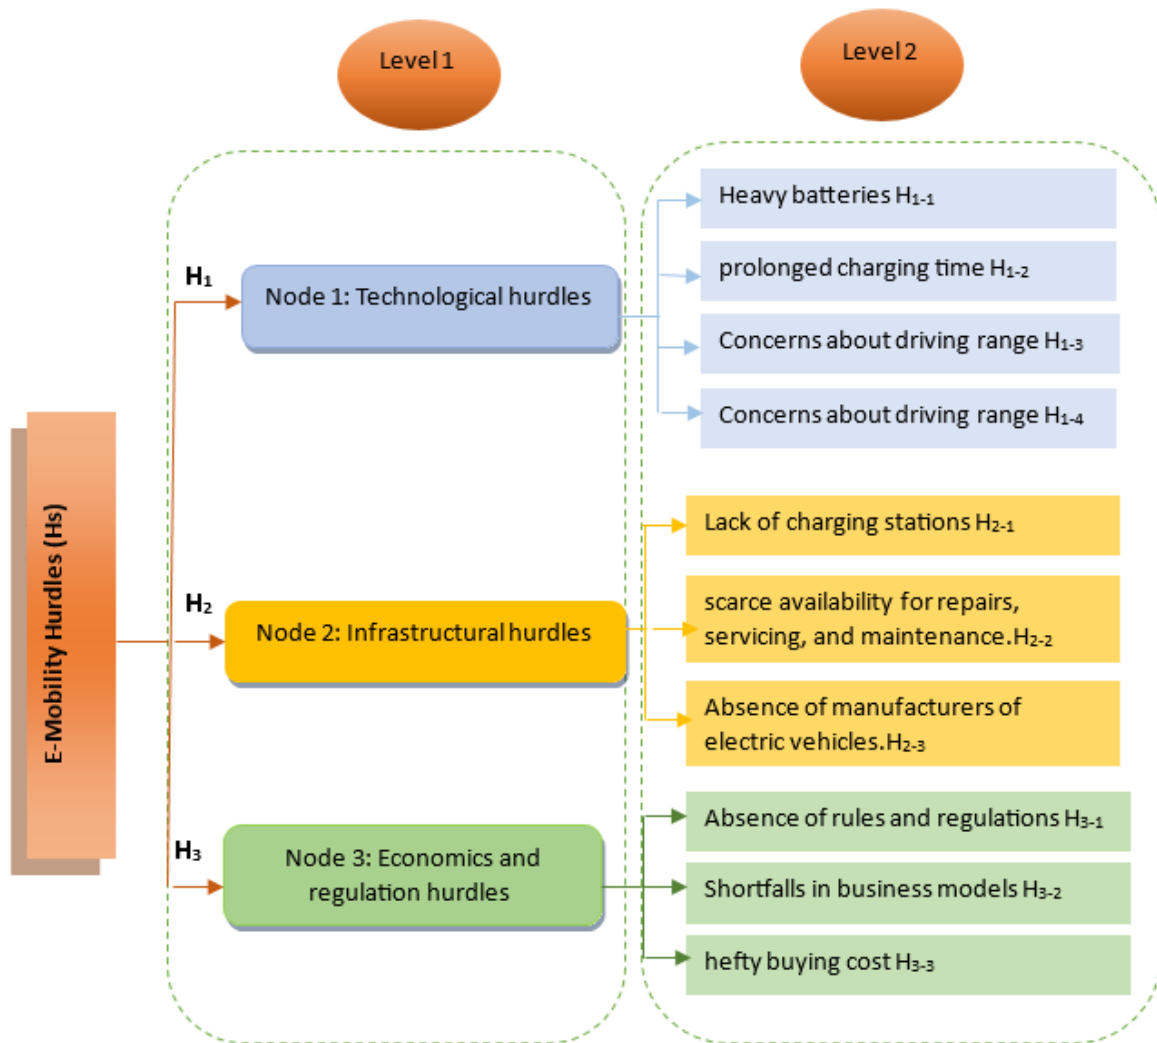 Level 1
Level 2
E-Mobility Hurdles (Hs)
H₁
Node 1: Technological hurdles
Heavy batteries H₁₋₁
prolonged charging time H₁₋₂
Concerns about driving range H₁₋₃
Concerns about driving range H₁₋₄
H₂
Node 2: Infrastructural hurdles
Lack of charging stations H₂₋₁
scarce availability for repairs,
servicing, and maintenance.H₂₋₂
Absence of manufacturers of
electric vehicles.H₂₋₃
H₃
Node 3: Economics and
regulation hurdles
Absence of rules and regulations H₃₋₁
Shortfalls in business models H₃₋₂
hefty buying cost H₃₋₃